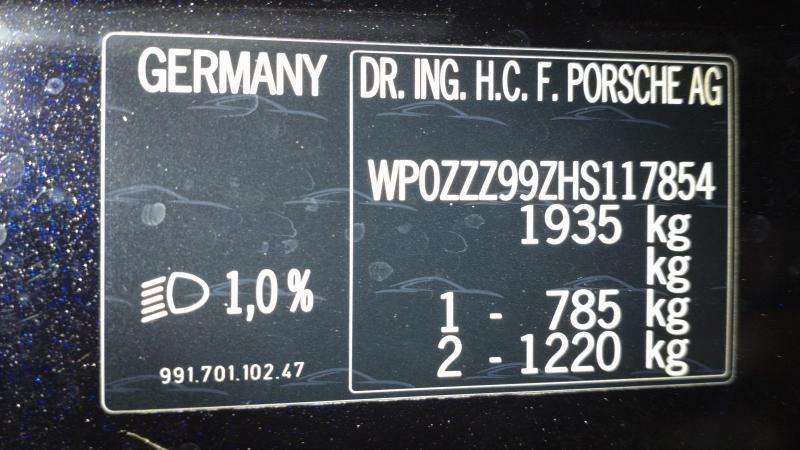 GERMANY
1,0 %
991.701.102.47
DR. ING. H.C. F. PORSCHE AG
WP0ZZZ99ZHS117854
1935 kg
kg
1 - 785 kg
2 - 1220 kg